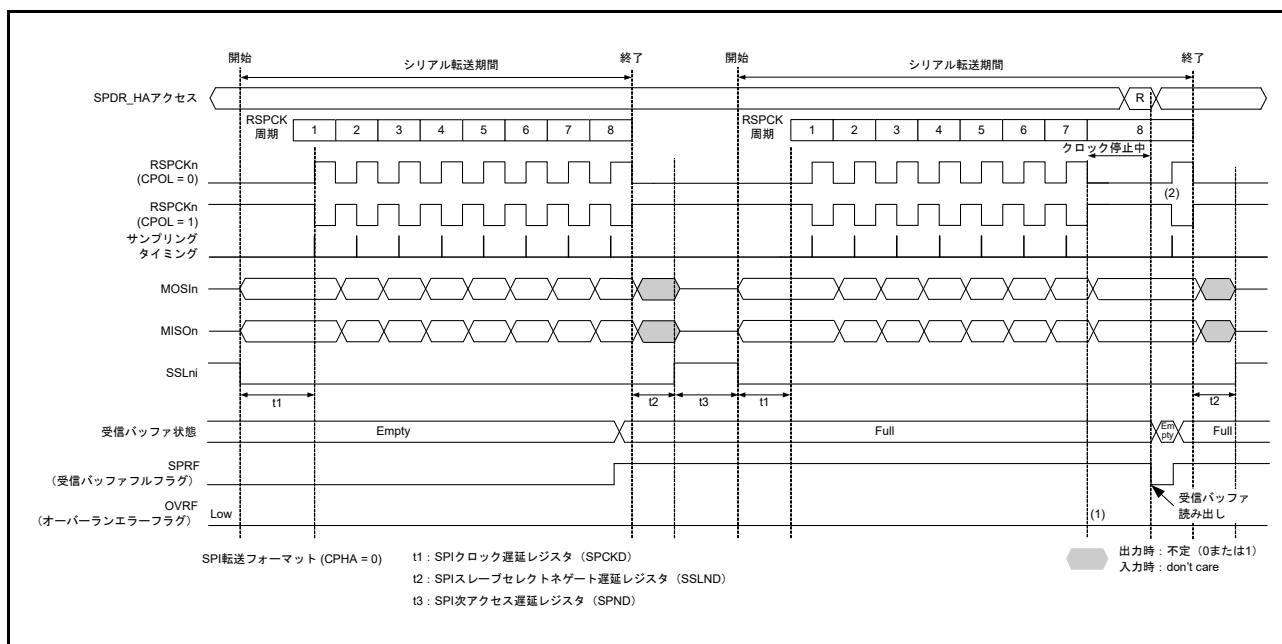 開始
終了
開始
終了
シリアル転送期間
シリアル転送期間
SPDR_HAアクセス
R
RSPCK
周期
1 2 3 4 5 6 7 8
RSPCK
周期
1 2 3 4 5 6 7 8
クロック停止中
RSPCKn
(CPOL = 0)
(2)
RSPCKn
(CPOL = 1)
サンプリング
タイミング
MOSIn
MISOn
SSLni
t1
t2
t3
t1
t2
受信バッファ状態
Empty
Full
Em
pty
Full
SPRF
(受信バッファフルフラグ)
受信バッファ
読み出し
OVRF
(オーバーランエラーフラグ)
Low
(1)
SPI転送フォーマット (CPHA = 0)
t1：SPIクロック遅延レジスタ（SPCKD）
t2：SPIスレーブセレクトネゲート遅延レジスタ（SSLND）
t3：SPI次アクセス遅延レジスタ（SPND）
出力時：不定（0または1）
入力時：don't care